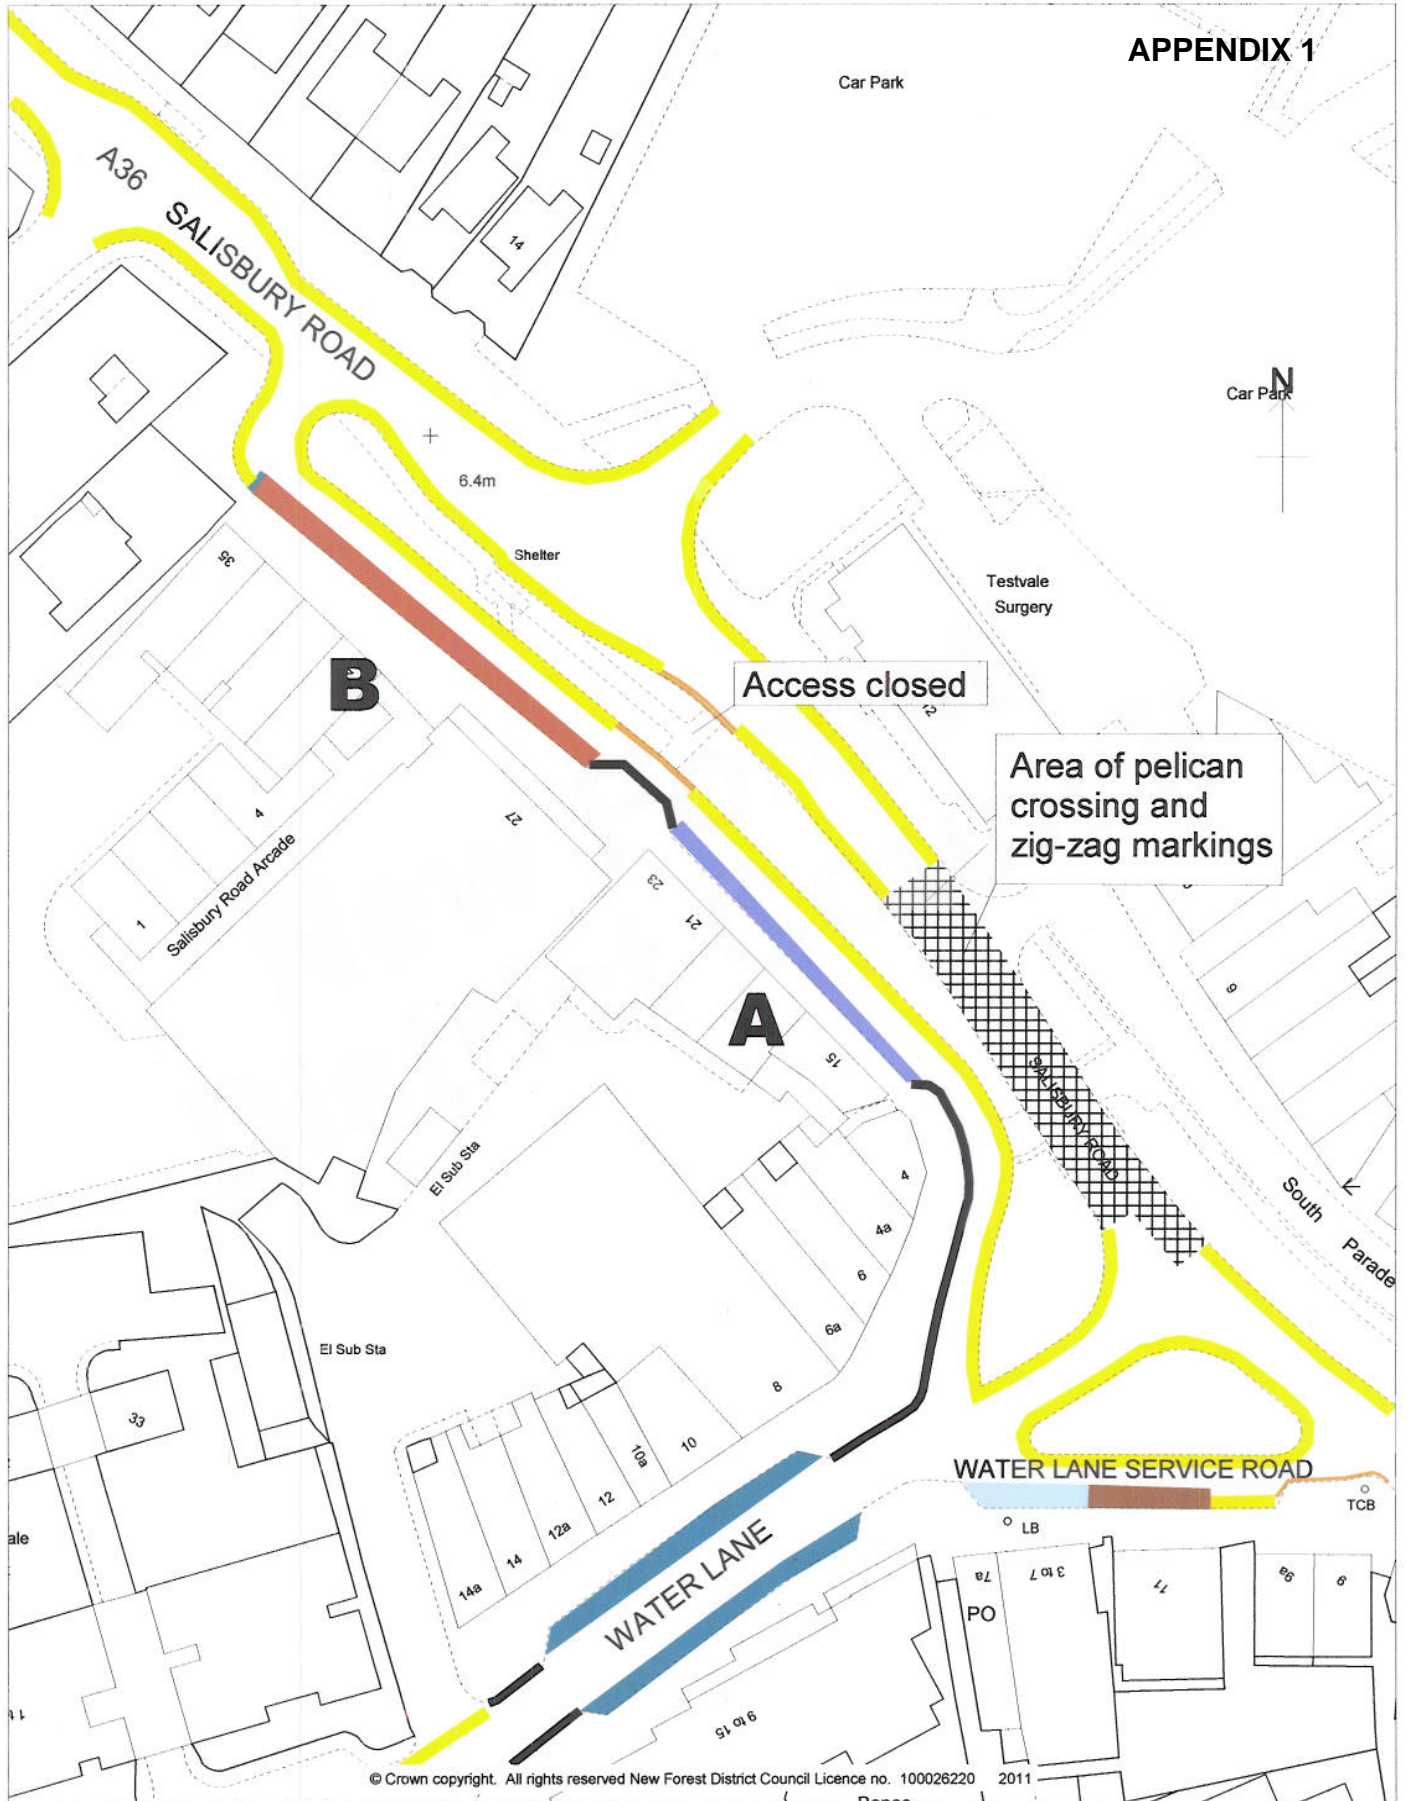 APPENDIX 1
Car Park
A36
SALISBURY ROAD
14
N
Car Park
6.4m
Shelter
35
Testvale
Surgery
B
Access closed
12
Area of pelican
crossing and
zig-zag markings
27
4
Salisbury Road Arcade
1
23
21
9
A
15
SALISBURY ROAD
El Sub Sta
4
4a
South
Parade
6
6a
El Sub Sta
8
33
10
10a
12
12a
14
14a
WATER LANE SERVICE ROAD
TCB
LB
WATER LANE
7a
3 to 7
11
9a
9
PO
9 to 15
© Crown copyright. All rights reserved New Forest District Council Licence no. 100026220 2011